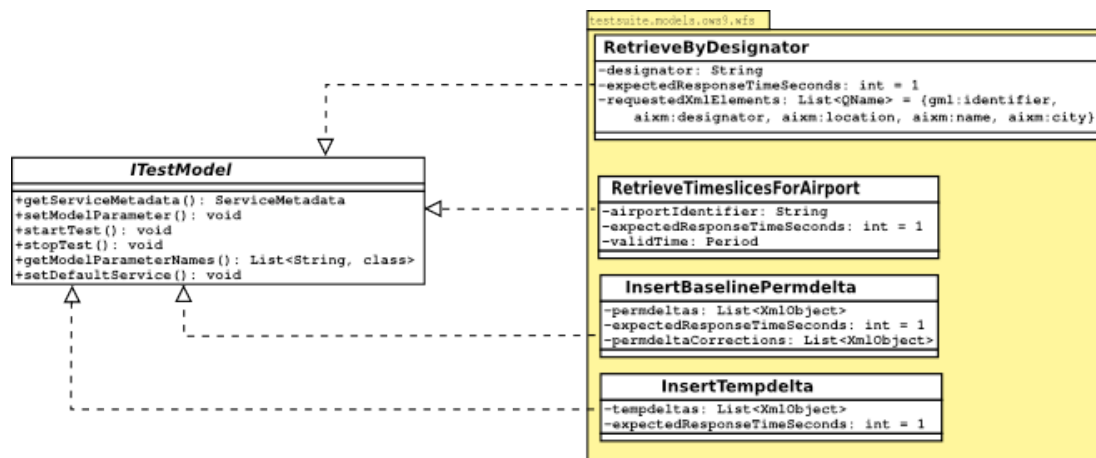 testsuite.models.ows9.wfs
RetrieveByDesignator
-designator: String
-expectedResponseTimeSeconds: int = 1
-requestedXmlElements: List<QName> = {gml:identifier,
aixm:designator, aixm:location, aixm:name, aixm:city}
ITestModel
+getServiceMetadata(): ServiceMetadata
+setModelParameter(): void
+startTest(): void
+stopTest(): void
+getModelParameterNames(): List<String, class>
+setDefaultService(): void
RetrieveTimeslicesForAirport
-airportIdentifier: String
-expectedResponseTimeSeconds: int = 1
-validTime: Period
InsertBaselinePermdelta
-permdeltas: List<XmlObject>
-expectedResponseTimeSeconds: int = 1
-permdeltaCorrections: List<XmlObject>
InsertTempdelta
-tempdeltas: List<XmlObject>
-expectedResponseTimeSeconds: int = 1